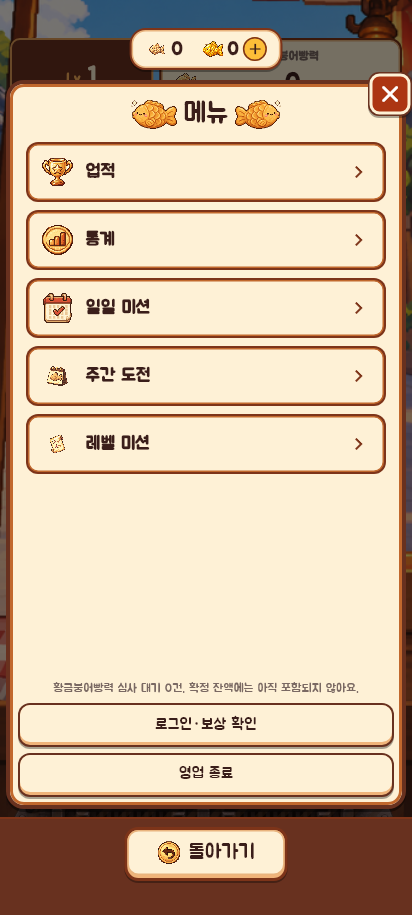 0 0
Lv 1
붕어빵력
0
메뉴
업적
통계
일일 미션
주간 도전
레벨 미션
황금붕어빵력 심사 대기 0건, 확정 잔액에는 아직 포함되지 않아요.
로그인·보상 확인
영업 종료
돌아가기